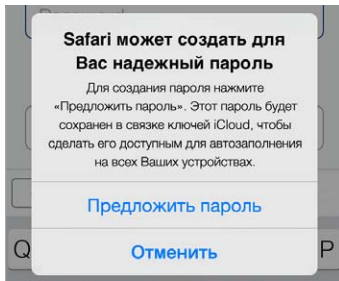 Safari может создать для
Вас надежный пароль
Для создания пароля нажмите
«Предложить пароль». Этот пароль будет
сохранен в связке ключей iCloud, чтобы
сделать его доступным для автозаполнения
на всех Ваших устройствах.
Предложить пароль
Q
P
Отменить